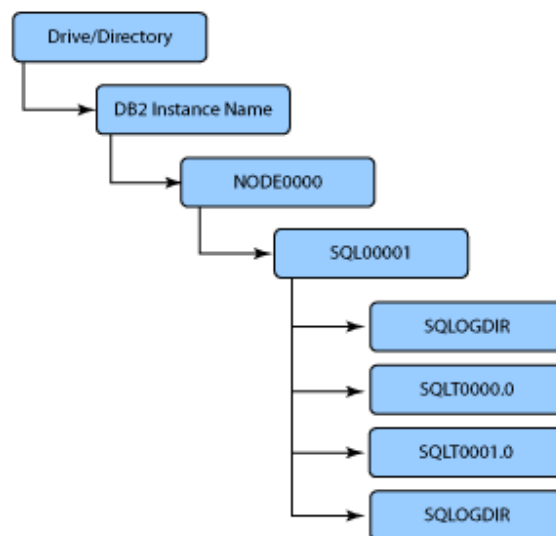 Drive/Directory
DB2 Instance Name
NODE0000
SQL00001
SQLOGDIR
SQLT0000.0
SQLT0001.0
SQLOGDIR